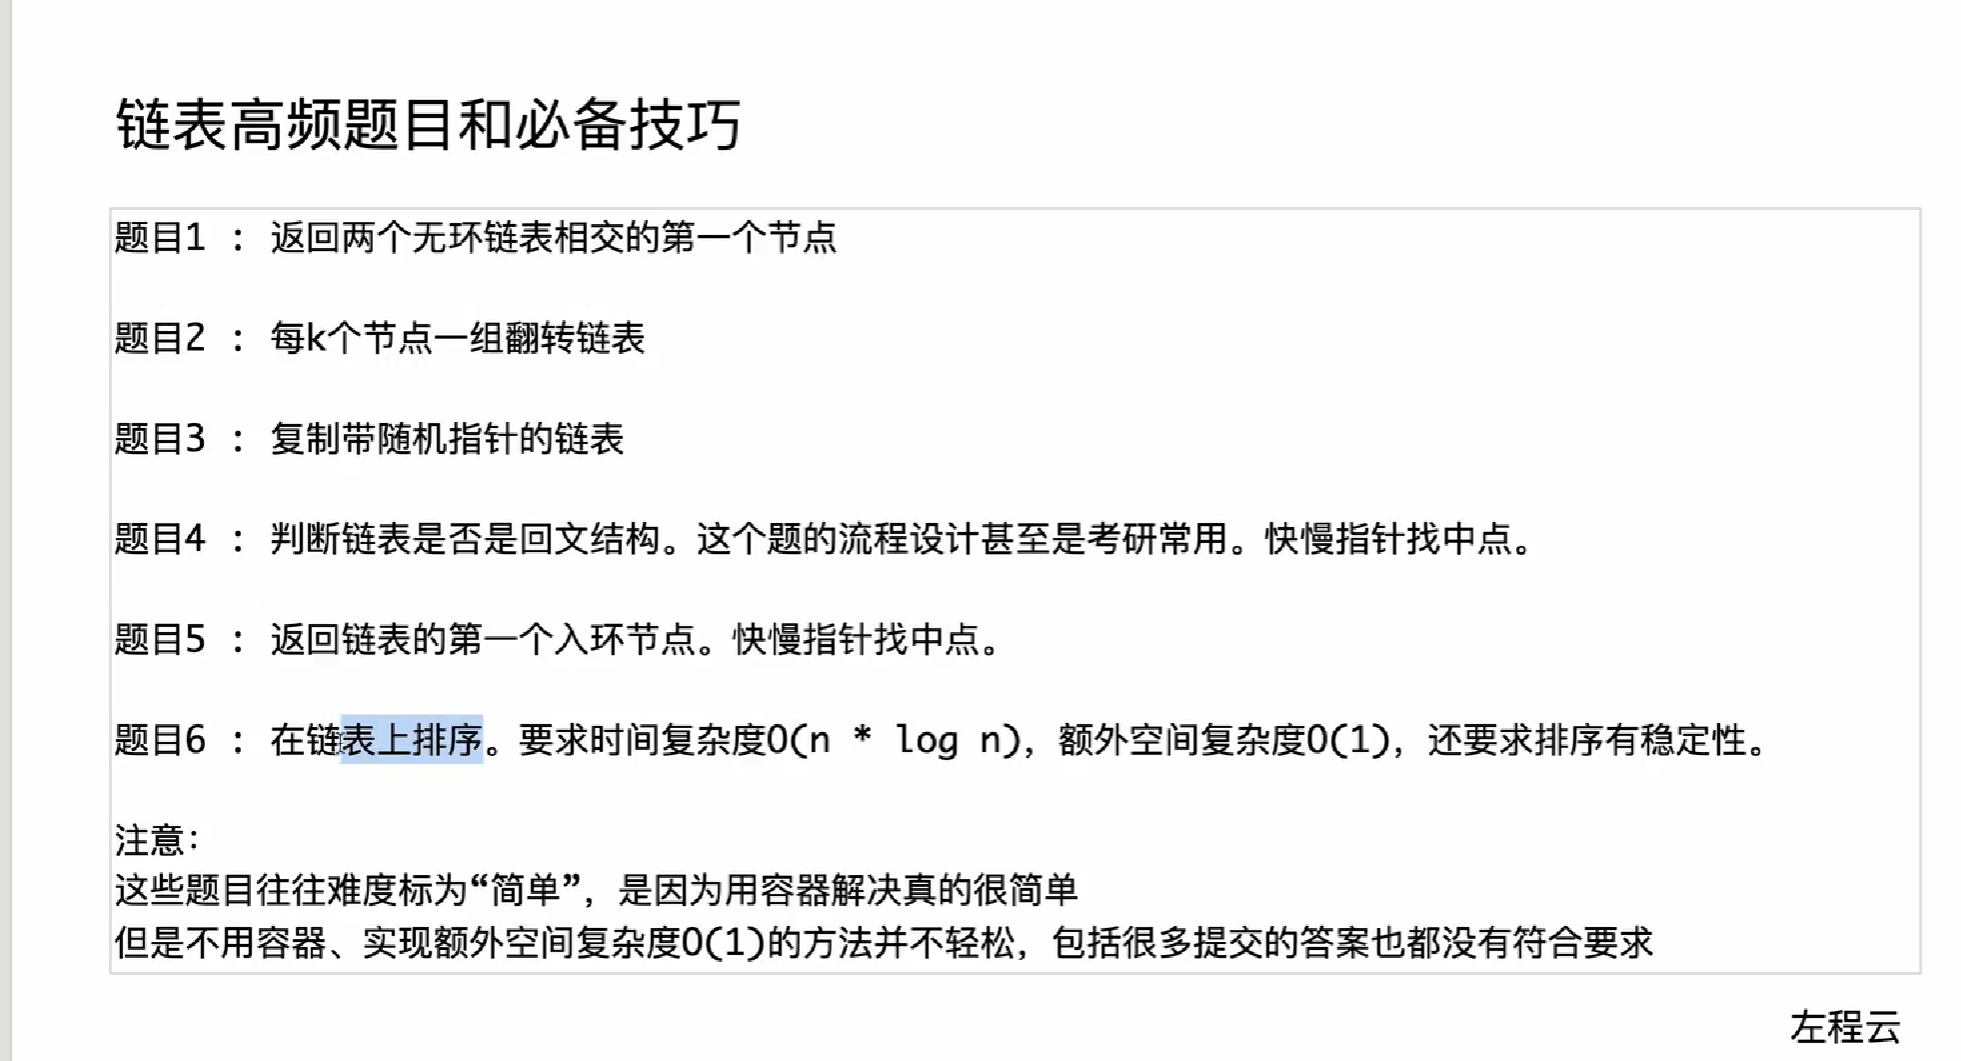 链表高频题目和必备技巧
题目1 : 返回两个无环链表相交的第一个节点
题目2 : 每k个节点一组翻转链表
题目3 : 复制带随机指针的链表
题目4 : 判断链表是否是回文结构。这个题的流程设计甚至是考研常用。快慢指针找中点。
题目5 : 返回链表的第一个入环节点。快慢指针找中点。
题目6 : 在链表上排序。要求时间复杂度O(n * log n)，额外空间复杂度O(1)，还要求排序有稳定性。
注意：
这些题目往往难度标为“简单”，是因为用容器解决真的很简单
但是不用容器、实现额外空间复杂度O(1)的方法并不轻松，包括很多提交的答案也都没有符合要求
左程云